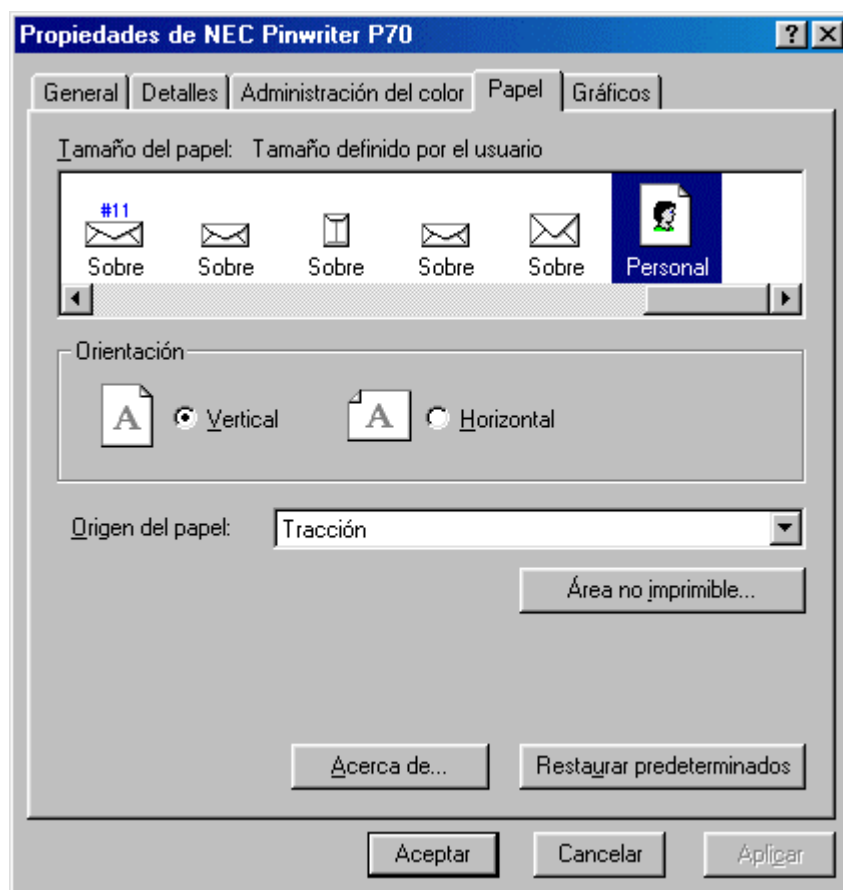 Propiedades de NEC Pinwriter P70
General Detalles Administración del color Papel Gráficos
Tamaño del papel: Tamaño definido por el usuario
#11
Sobre Sobre Sobre Sobre Sobre Personal
Orientación
A Vertical A Horizontal
Origen del papel: Tracción
Área no imprimible...
Acerca de... Restaurar predeterminados
Aceptar Cancelar Aplicar